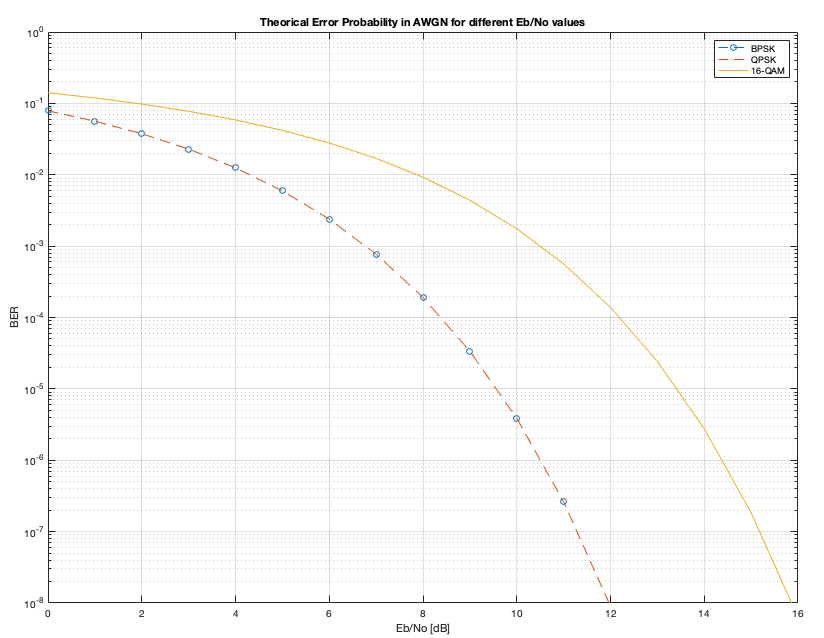 Theorical Error Probability in AWGN for different Eb/No values
BPSK
QPSK
16-QAM
BER
10^0
10^-1
10^-2
10^-3
10^-4
10^-5
10^-6
10^-7
10^-8
0 2 4 6 8 10 12 14 16
Eb/No [dB]